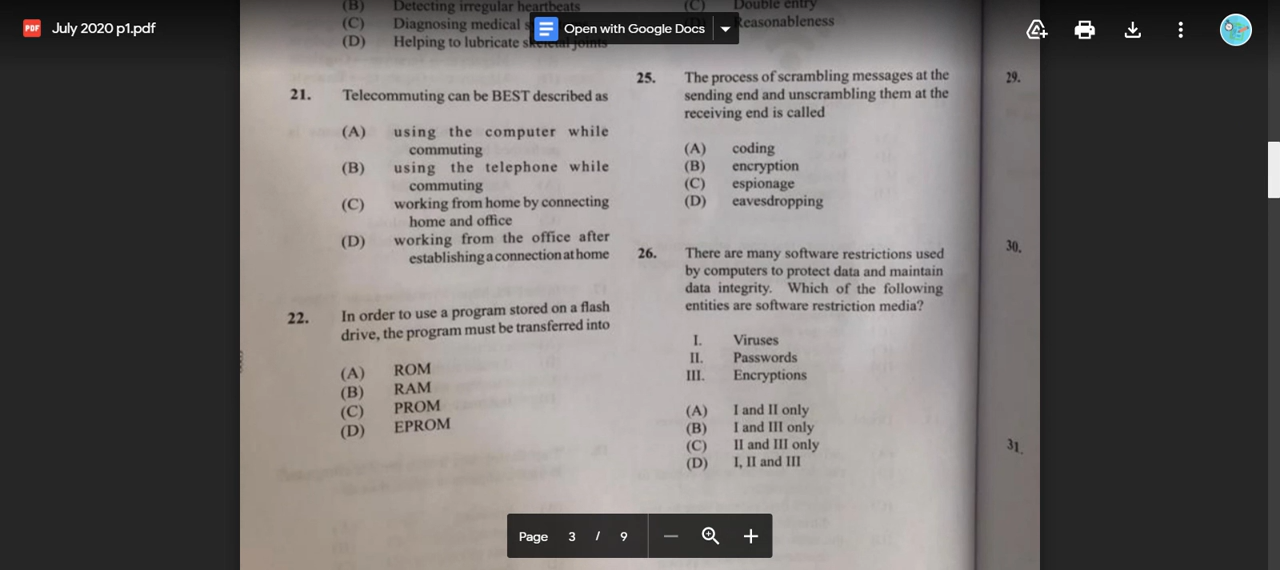 July 2020 p1.pdf
Open with Google Docs
(B) Detecting irregular heartbeats
(C) Diagnosing medical
(D) Helping to lubricate skeletal joints
21. Telecommuting can be BEST described as
(A) using the computer while
commuting
(B) using the telephone while
commuting
(C) working from home by connecting
home and office
(D) working from the office after
establishing a connection at home
22. In order to use a program stored on a flash
drive, the program must be transferred into
(A) ROM
(B) RAM
(C) PROM
(D) EPROM
(C) Double entry
(D) Reasonableness
25. The process of scrambling messages at the
sending end and unscrambling them at the
receiving end is called
(A) coding
(B) encryption
(C) espionage
(D) eavesdropping
26. There are many software restrictions used
by computers to protect data and maintain
data integrity. Which of the following
entities are software restriction media?
I. Viruses
II. Passwords
III. Encryptions
(A) I and II only
(B) I and III only
(C) II and III only
(D) I, II and III
29.
30.
31.
Page 3 / 9